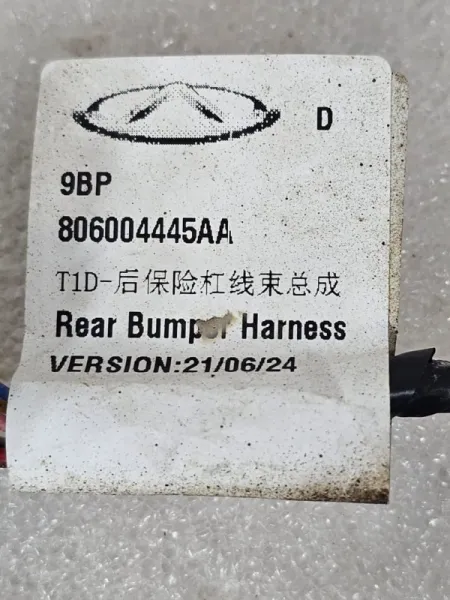 D
9BP
806004445AA
T1D-后保险杠线束总成
Rear Bumper Harness
VERSION:21/06/24